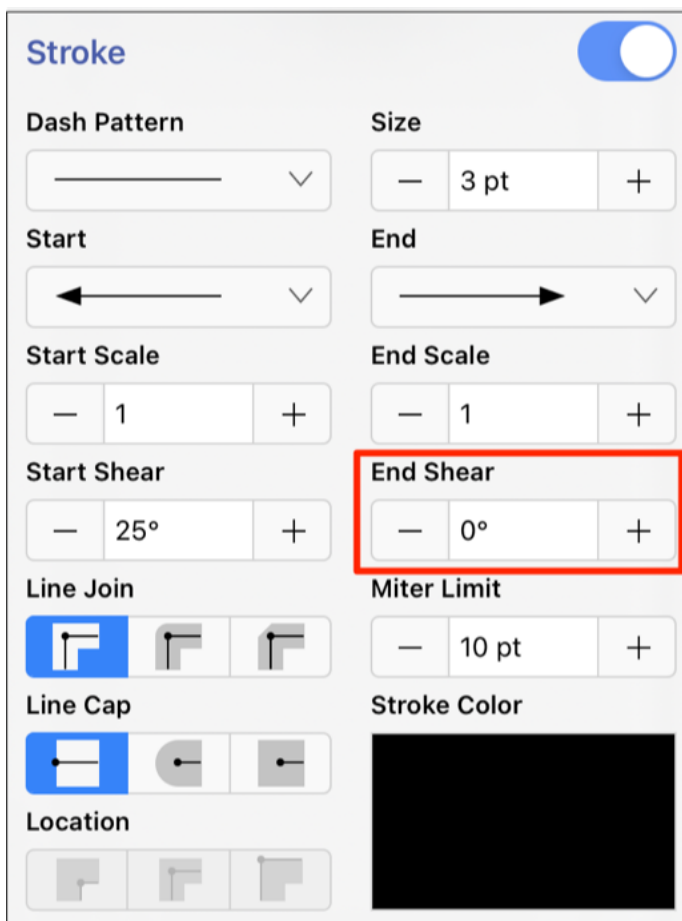 Stroke
Dash Pattern
Size
3 pt
Start
End
Start Scale
End Scale
1
1
Start Shear
End Shear
25°
0°
Line Join
Miter Limit
10 pt
Line Cap
Stroke Color
Location